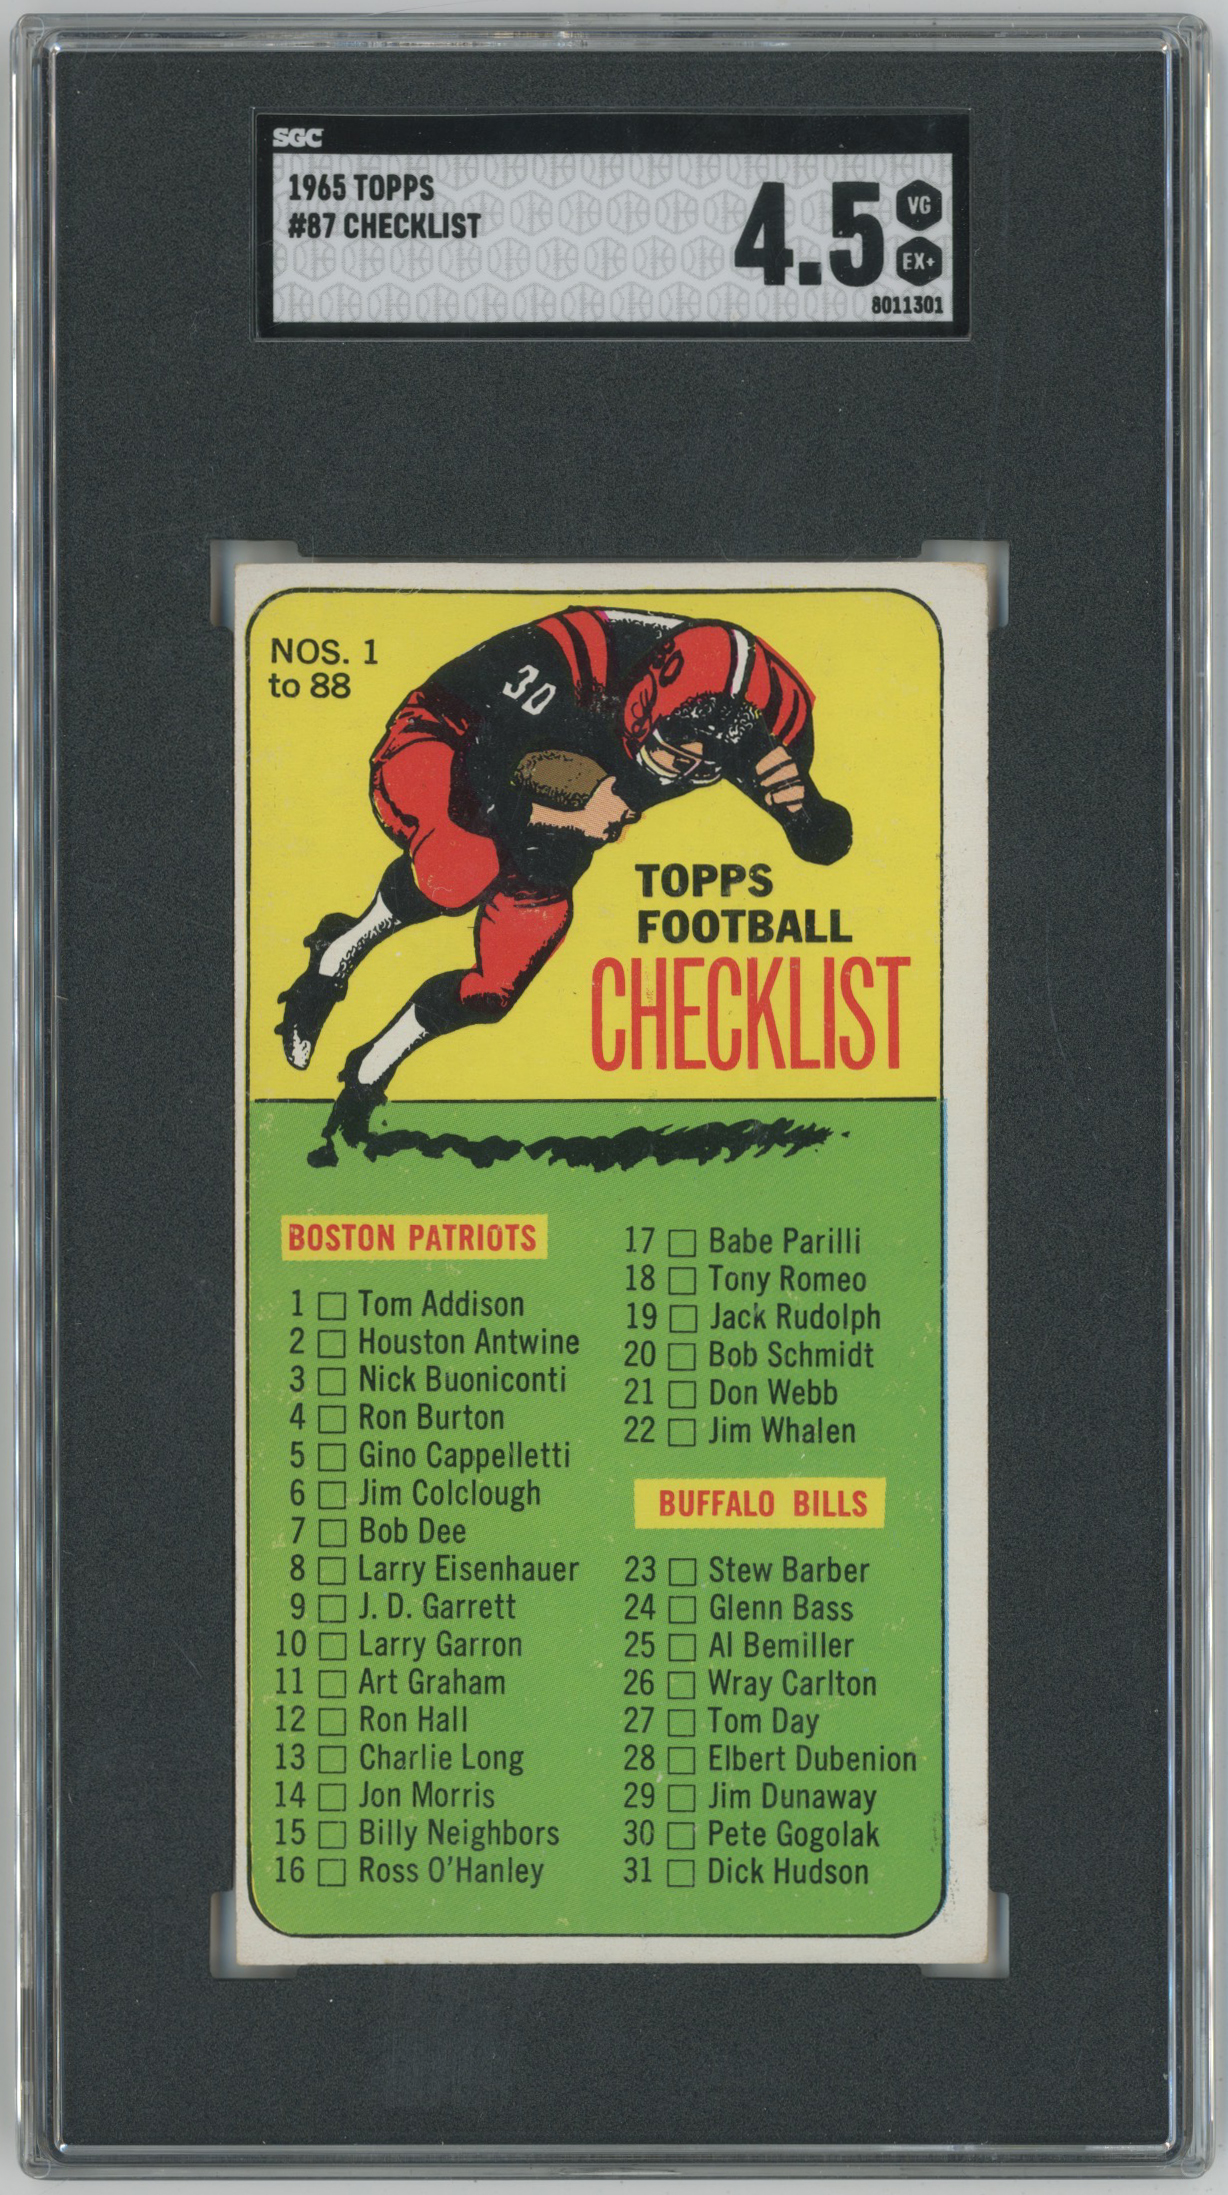 SGC
1965 TOPPS
#87 CHECKLIST
4.5
VG
EX+
8011301
NOS. 1
to 88
30
TOPPS
FOOTBALL
CHECKLIST
BOSTON PATRIOTS
1 Tom Addison
2 Houston Antwine
3 Nick Buoniconti
4 Ron Burton
5 Gino Cappelletti
6 Jim Colclough
7 Bob Dee
8 Larry Eisenhauer
9 J. D. Garrett
10 Larry Garron
11 Art Graham
12 Ron Hall
13 Charlie Long
14 Jon Morris
15 Billy Neighbors
16 Ross O'Hanley
17 Babe Parilli
18 Tony Romeo
19 Jack Rudolph
20 Bob Schmidt
21 Don Webb
22 Jim Whalen
BUFFALO BILLS
23 Stew Barber
24 Glenn Bass
25 Al Bemiller
26 Wray Carlton
27 Tom Day
28 Elbert Dubenion
29 Jim Dunaway
30 Pete Gogolak
31 Dick Hudson